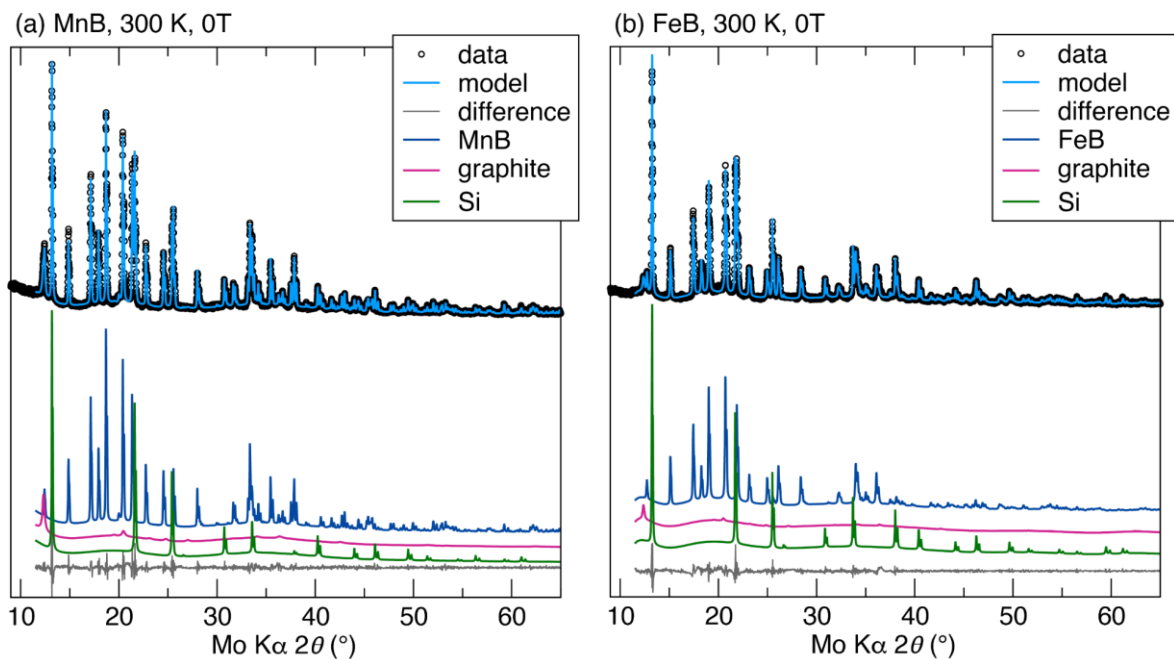 (a) MnB, 300 K, 0T
data
model
difference
MnB
graphite
Si
10 20 30 40 50 60
Mo Kα 2θ (°)
(b) FeB, 300 K, 0T
data
model
difference
FeB
graphite
Si
10 20 30 40 50 60
Mo Kα 2θ (°)